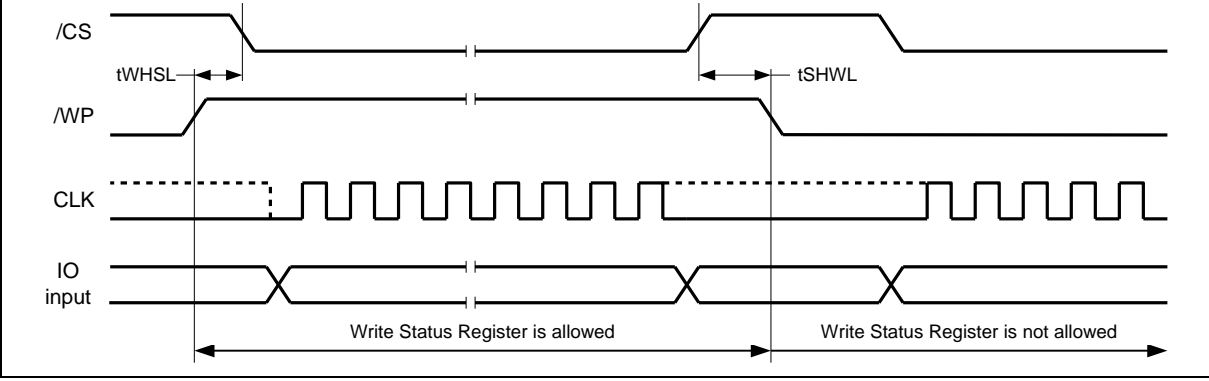 /CS
tWHSL
tSHWL
/WP
CLK
IO
input
Write Status Register is allowed
Write Status Register is not allowed